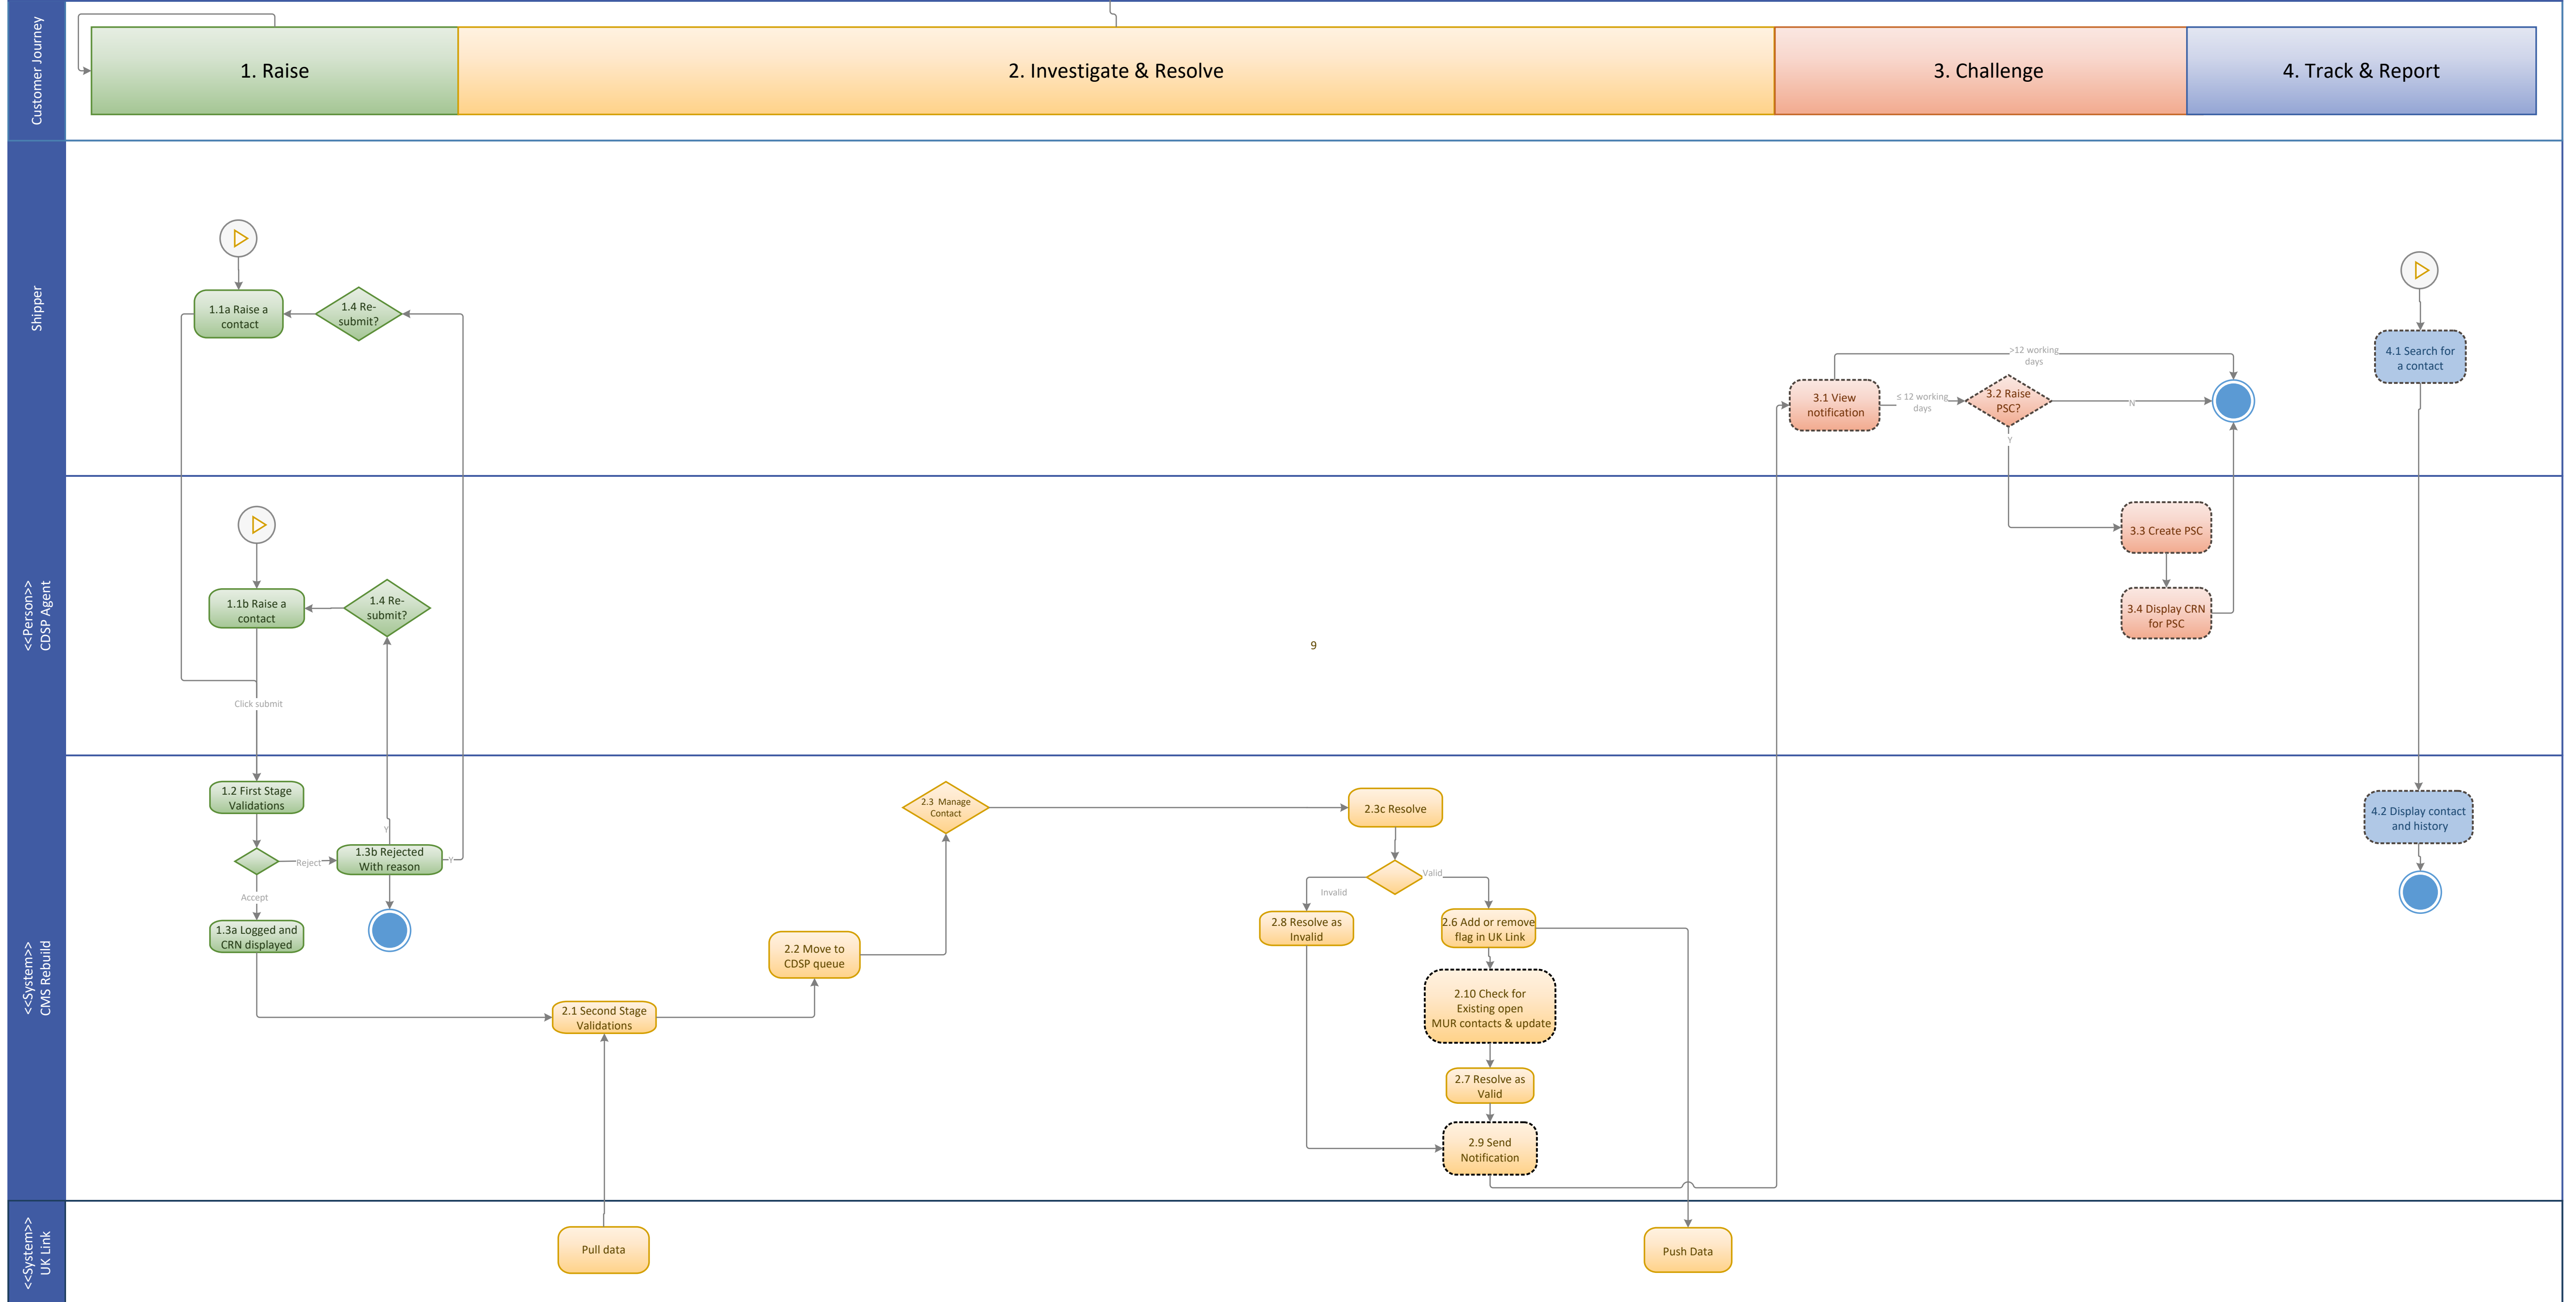 Customer Journey
1. Raise
2. Investigate & Resolve
3. Challenge
4. Track & Report
Shipper
1.1a Raise a
contact
1.4 Re-
submit?
>12 working
days
3.1 View
notification
≤ 12 working
days
3.2 Raise
PSC?
N
Y
4.1 Search for
a contact
<<Person>>
CDSP Agent
1.1b Raise a
contact
1.4 Re-
submit?
Click submit
9
3.3 Create PSC
3.4 Display CRN
for PSC
<<System>>
CMS Rebuild
1.2 First Stage
Validations
Reject
Accept
Y
1.3b Rejected
With reason
Y
1.3a Logged and
CRN displayed
2.1 Second Stage
Validations
2.2 Move to
CDSP queue
2.3 Manage
Contact
2.3c Resolve
Invalid
Valid
2.8 Resolve as
Invalid
2.6 Add or remove
flag in UK Link
2.10 Check for
Existing open
MUR contacts & update
2.7 Resolve as
Valid
2.9 Send
Notification
4.2 Display contact
and history
<<System>>
UK Link
Pull data
Push Data